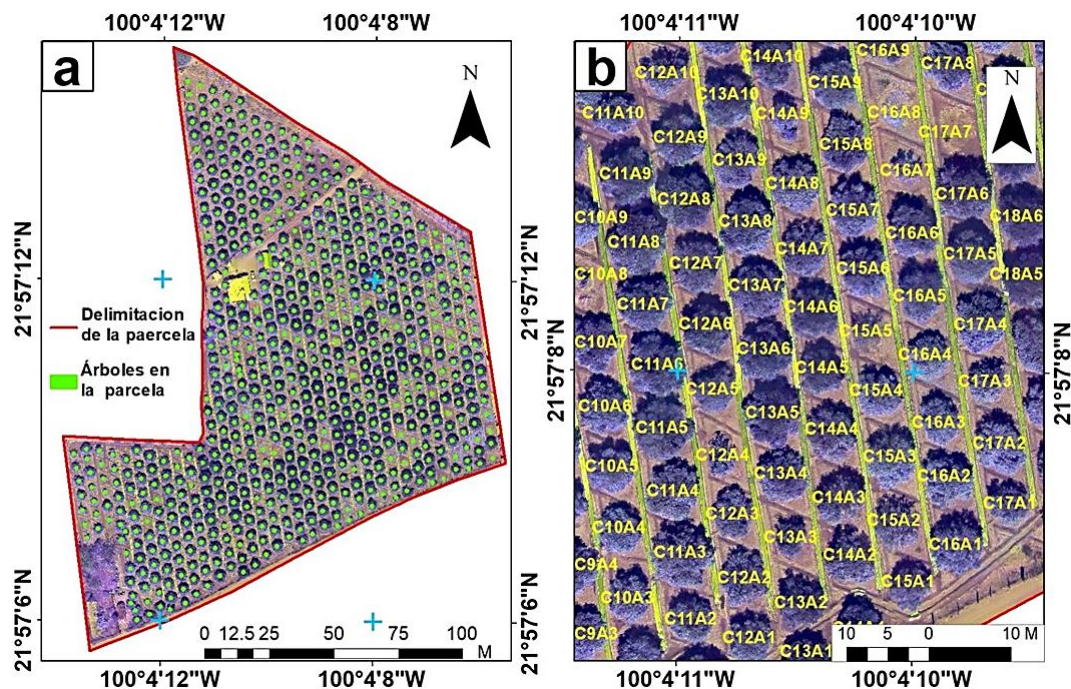 100°4'12"W 100°4'8"W
a
N
21°57'12"N
21°57'6"N
Delimitacion
de la paercela
Árboles en
la parcela
0 12.5 25 50 75 100
M
100°4'12"W 100°4'8"W
21°57'12"N
21°57'6"N
100°4'11"W 100°4'10"W
b
N
21°57'8"N
C16A9
C14A10 C17A8
C12A10 C15A9
C13A10
C11A10 C14A9 C16A8
C12A9 C17A7
C15A8
C13A9
C11A9 C16A7
C14A8
C12A8 C17A6
C10A9 C15A7
C13A8 C18A6
C11A8 C16A6
C14A7 C17A5
C12A7 C15A6
C10A8 C18A5
C13A7
C11A7 C16A5
C14A6
C12A6 C15A5 C17A4
C10A7 C13A6
C16A4
C11A6 C14A5
C12A5 C15A4 C17A3
C10A6
C13A5
C11A5 C14A4 C16A3
C17A2
C12A4 C15A3
C10A5 C13A4
C16A2
C11A4 C14A3
C17A1
C12A3 C15A2
C10A4
C13A3
C11A3 C14A2 C16A1
C9A4
C12A2 C15A1
C10A3 C13A2
C11A2
C9A3 C12A1
C13A1
10 5 0 10 M
21°57'8"N
100°4'11"W 100°4'10"W